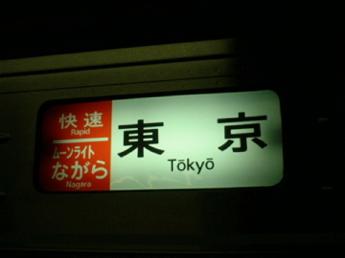 快速
Rapid
ムーンライト
ながら
Nagara
東京
Tōkyō